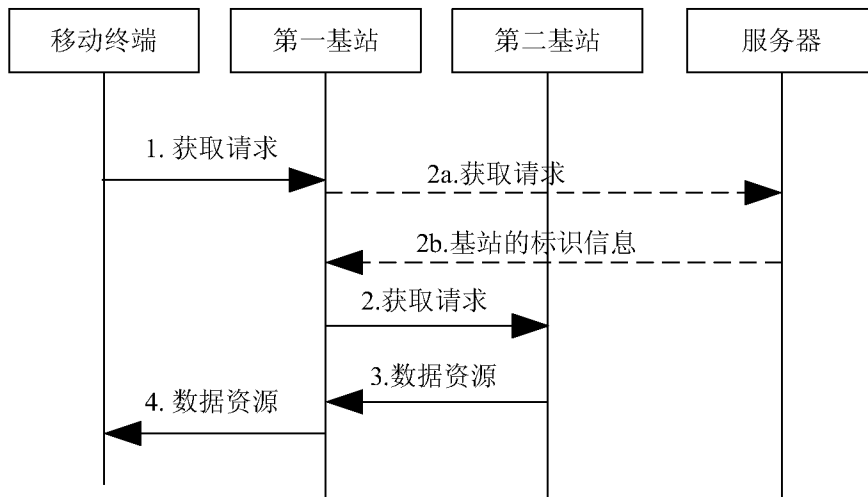 移动终端
第一基站
第二基站
服务器
1. 获取请求
2a.获取请求
2b.基站的标识信息
2.获取请求
3.数据资源
4. 数据资源